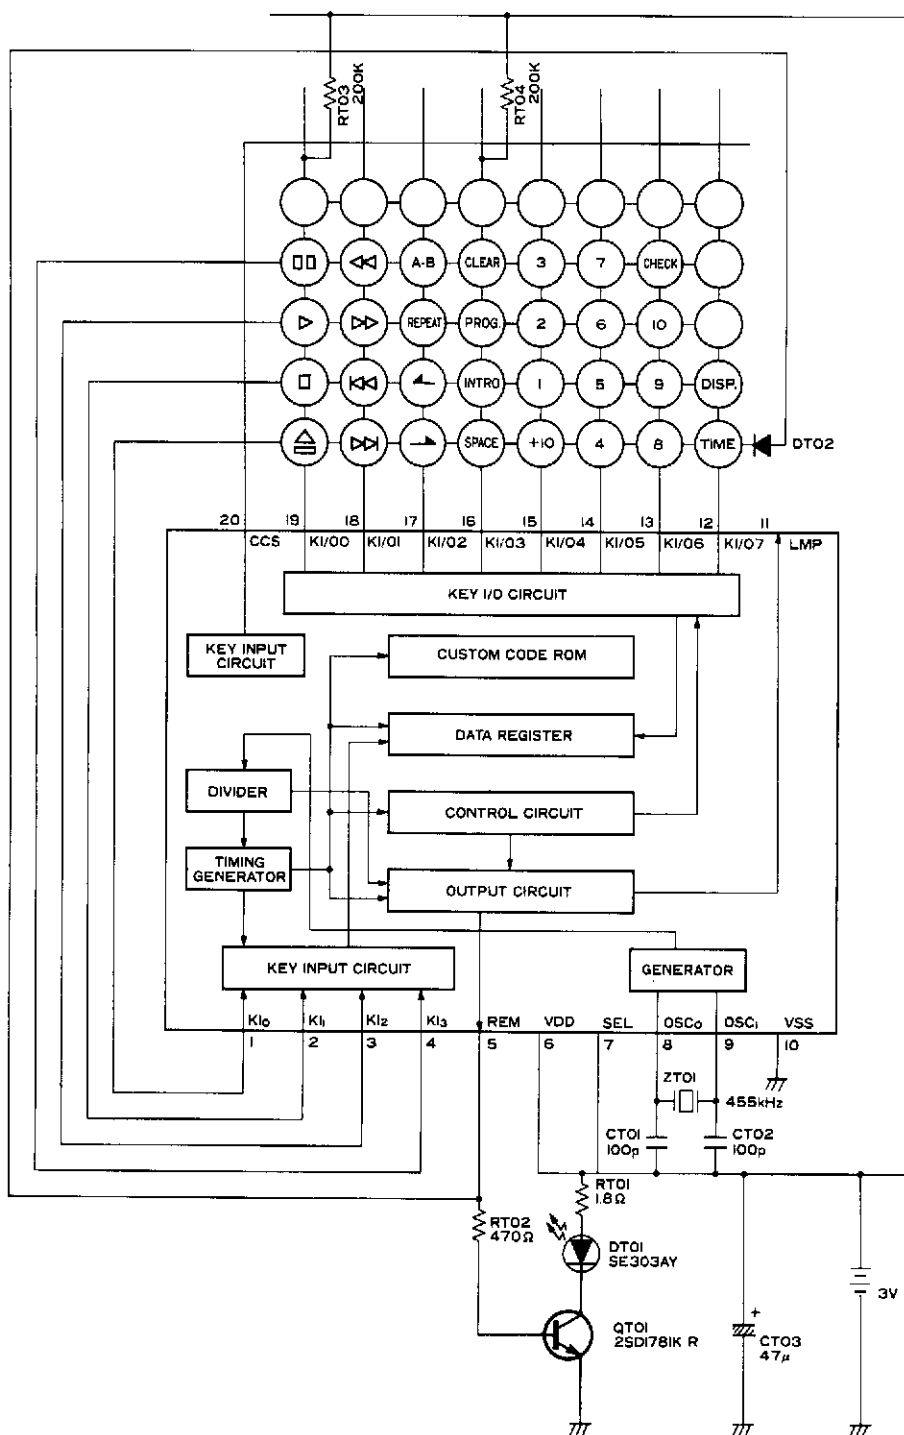 RT03
200K
RT04
200K
A-B
CLEAR
3
7
CHECK
REPEAT
PROG.
2
6
10
INTRO
1
5
9
DISP.
SPACE
+10
4
8
TIME
DT02
20
19
18
17
16
15
14
13
12
11
CCS
KI/00
KI/01
KI/02
KI/03
KI/04
KI/05
KI/06
KI/07
LMP
KEY I/O CIRCUIT
KEY INPUT
CIRCUIT
CUSTOM CODE ROM
DATA REGISTER
DIVIDER
CONTROL CIRCUIT
TIMING
GENERATOR
OUTPUT CIRCUIT
KEY INPUT CIRCUIT
GENERATOR
KI0
KI1
KI2
KI3
REM
VDD
SEL
OSCo
OSCi
VSS
1
2
3
4
5
6
7
8
9
10
ZT01
455kHz
CT01
100p
CT02
100p
RT01
1.8Ω
RT02
470Ω
DT01
SE303AY
QT01
2SD1781K R
+
CT03
47μ
3V